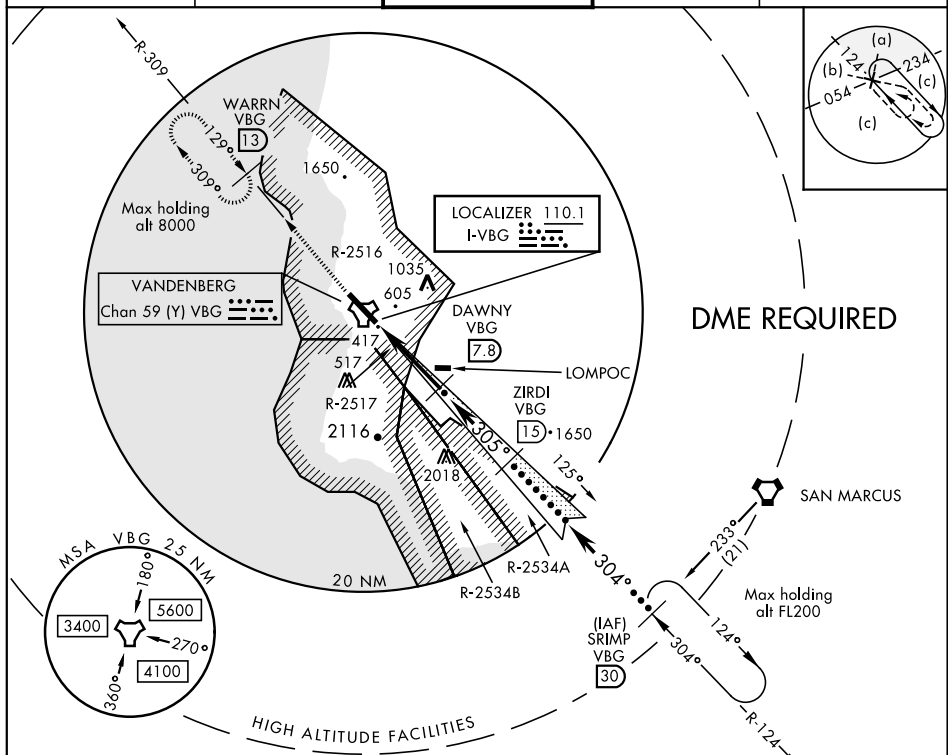 R-309
WARRN
VBG
13
129°
309°
1650
Max holding
alt 8000
R-2516
LOCALIZER 110.1
I-VBG
(a)
124
234
(b)
(c)
054
(c)
VANDENBERG
Chan 59 (Y) VBG
1035
605
DAWNY
VBG
7.8
DME REQUIRED
417
517
R-2517
LOMPOC
ZIRDI
VBG
15
1650
2116
305°
2018
125°
SAN MARCUS
233°
(21)
R-2534A
R-2534B
20 NM
304°
Max holding
alt FL200
(IAF)
SRIMP
VBG
30
124°
304°
R-124
MSA VBG 25 NM
180°
3400
5600
270°
4100
360°
HIGH ALTITUDE FACILITIES